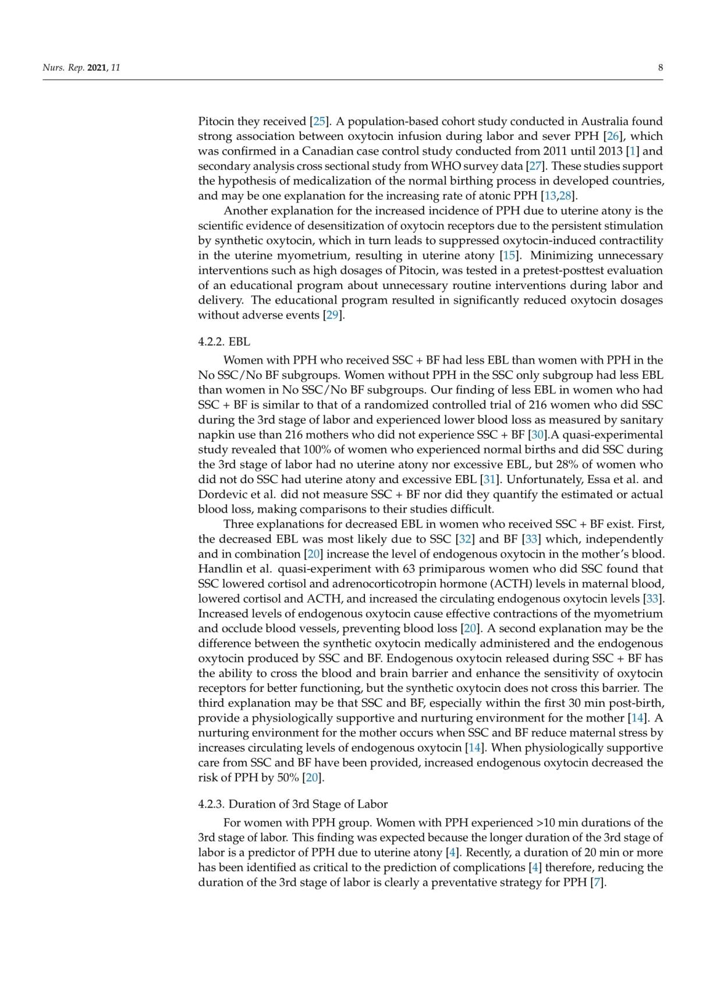 Nurs. Rep. 2021, 11
8
Pitocin they received [25]. A population-based cohort study conducted in Australia found
strong association between oxytocin infusion during labor and sever PPH [26], which
was confirmed in a Canadian case control study conducted from 2011 until 2013 [1] and
secondary analysis cross sectional study from WHO survey data [27]. These studies support
the hypothesis of medicalization of the normal birthing process in developed countries,
and may be one explanation for the increasing rate of atonic PPH [13,28].
Another explanation for the increased incidence of PPH due to uterine atony is the
scientific evidence of desensitization of oxytocin receptors due to the persistent stimulation
by synthetic oxytocin, which in turn leads to suppressed oxytocin-induced contractility
in the uterine myometrium, resulting in uterine atony [15]. Minimizing unnecessary
interventions such as high dosages of Pitocin, was tested in a pretest-posttest evaluation
of an educational program about unnecessary routine interventions during labor and
delivery. The educational program resulted in significantly reduced oxytocin dosages
without adverse events [29].
4.2.2. EBL
Women with PPH who received SSC + BF had less EBL than women with PPH in the
No SSC/No BF subgroups. Women without PPH in the SSC only subgroup had less EBL
than women in No SSC/No BF subgroups. Our finding of less EBL in women who had
SSC + BF is similar to that of a randomized controlled trial of 216 women who did SSC
during the 3rd stage of labor and experienced lower blood loss as measured by sanitary
napkin use than 216 mothers who did not experience SSC + BF [30].A quasi-experimental
study revealed that 100% of women who experienced normal births and did SSC during
the 3rd stage of labor had no uterine atony nor excessive EBL, but 28% of women who
did not do SSC had uterine atony and excessive EBL [31]. Unfortunately, Essa et al. and
Dordevic et al. did not measure SSC + BF nor did they quantify the estimated or actual
blood loss, making comparisons to their studies difficult.
Three explanations for decreased EBL in women who received SSC + BF exist. First,
the decreased EBL was most likely due to SSC [32] and BF [33] which, independently
and in combination [20] increase the level of endogenous oxytocin in the mother's blood.
Handlin et al. quasi-experiment with 63 primiparous women who did SSC found that
SSC lowered cortisol and adrenocorticotropin hormone (ACTH) levels in maternal blood,
lowered cortisol and ACTH, and increased the circulating endogenous oxytocin levels [33].
Increased levels of endogenous oxytocin cause effective contractions of the myometrium
and occlude blood vessels, preventing blood loss [20]. A second explanation may be the
difference between the synthetic oxytocin medically administered and the endogenous
oxytocin produced by SSC and BF. Endogenous oxytocin released during SSC + BF has
the ability to cross the blood and brain barrier and enhance the sensitivity of oxytocin
receptors for better functioning, but the synthetic oxytocin does not cross this barrier. The
third explanation may be that SSC and BF, especially within the first 30 min post-birth,
provide a physiologically supportive and nurturing environment for the mother [14]. A
nurturing environment for the mother occurs when SSC and BF reduce maternal stress by
increases circulating levels of endogenous oxytocin [14]. When physiologically supportive
care from SSC and BF have been provided, increased endogenous oxytocin decreased the
risk of PPH by 50% [20].
4.2.3. Duration of 3rd Stage of Labor
For women with PPH group. Women with PPH experienced >10 min durations of the
3rd stage of labor. This finding was expected because the longer duration of the 3rd stage of
labor is a predictor of PPH due to uterine atony [4]. Recently, a duration of 20 min or more
has been identified as critical to the prediction of complications [4] therefore, reducing the
duration of the 3rd stage of labor is clearly a preventative strategy for PPH [7].